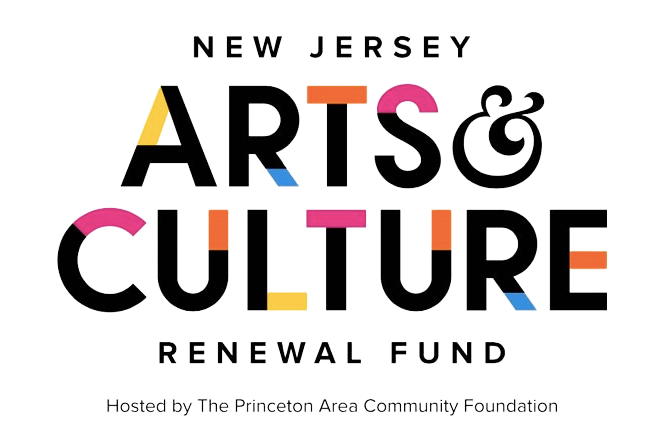 NEW JERSEY
ARTS &
CULTURE
RENEWAL FUND
Hosted by The Princeton Area Community Foundation